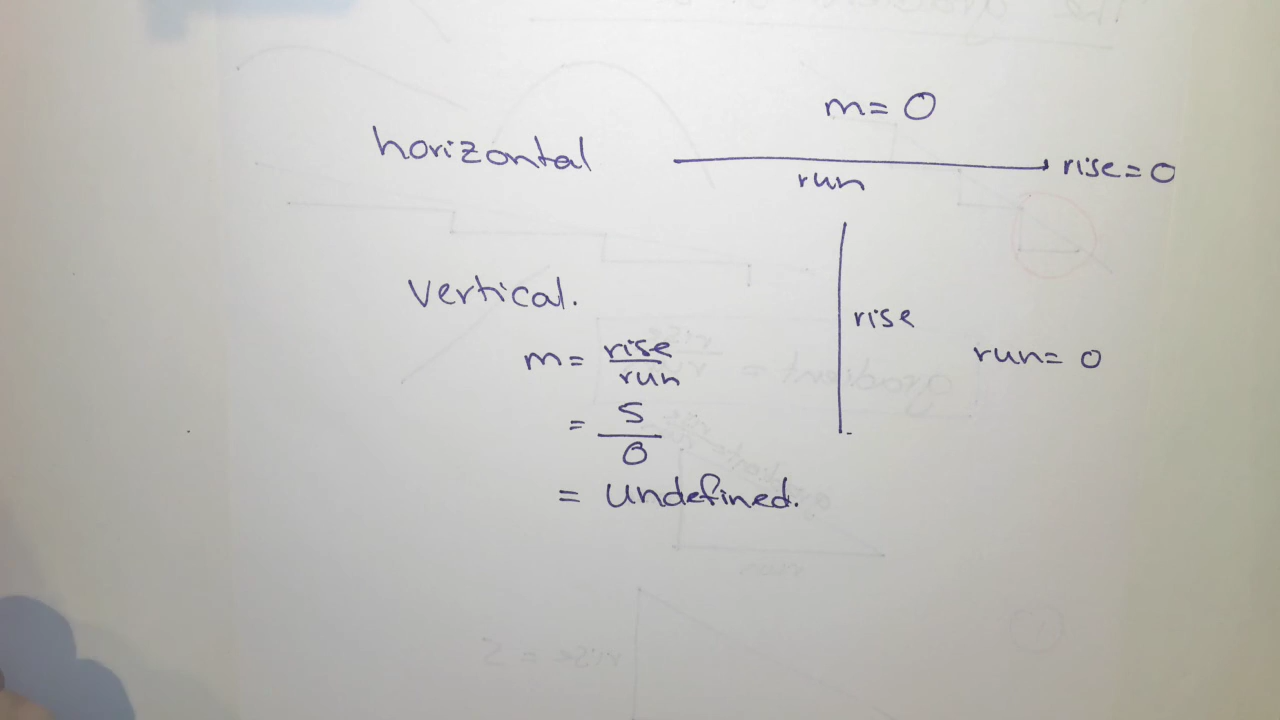 m = 0
horizontal
rise = 0
run
vertical.
rise
run = 0
m = rise/run
= 5/0
= undefined.